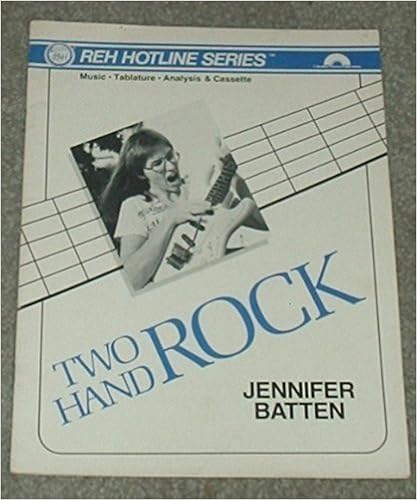 REH HOTLINE SERIES™
Music • Tablature • Analysis & Cassette
TWO
HAND
ROCK
JENNIFER
BATTEN